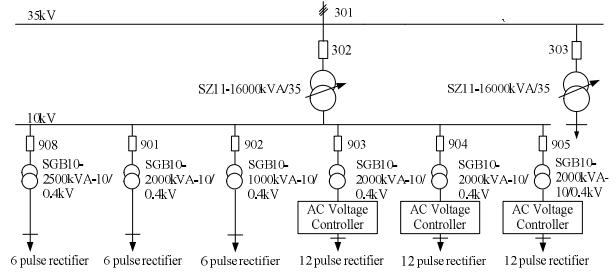 35kV
301
302
303
SZ11-16000kVA/35
SZ11-16000kVA/35
10kV
908
901
902
903
904
905
SGB10-
2500kVA-10/
0.4kV
SGB10-
2000kVA-10/
0.4kV
SGB10-
1000kVA-10/
0.4kV
SGB10-
2000kVA-10/
0.4kV
SGB10-
2000kVA-10/
0.4kV
SGB10-
2000kVA-
10/0.4kV
AC Voltage
Controller
AC Voltage
Controller
AC Voltage
Controller
6 pulse rectifier
6 pulse rectifier
6 pulse rectifier
12 pulse rectifier
12 pulse rectifier
12 pulse rectifier